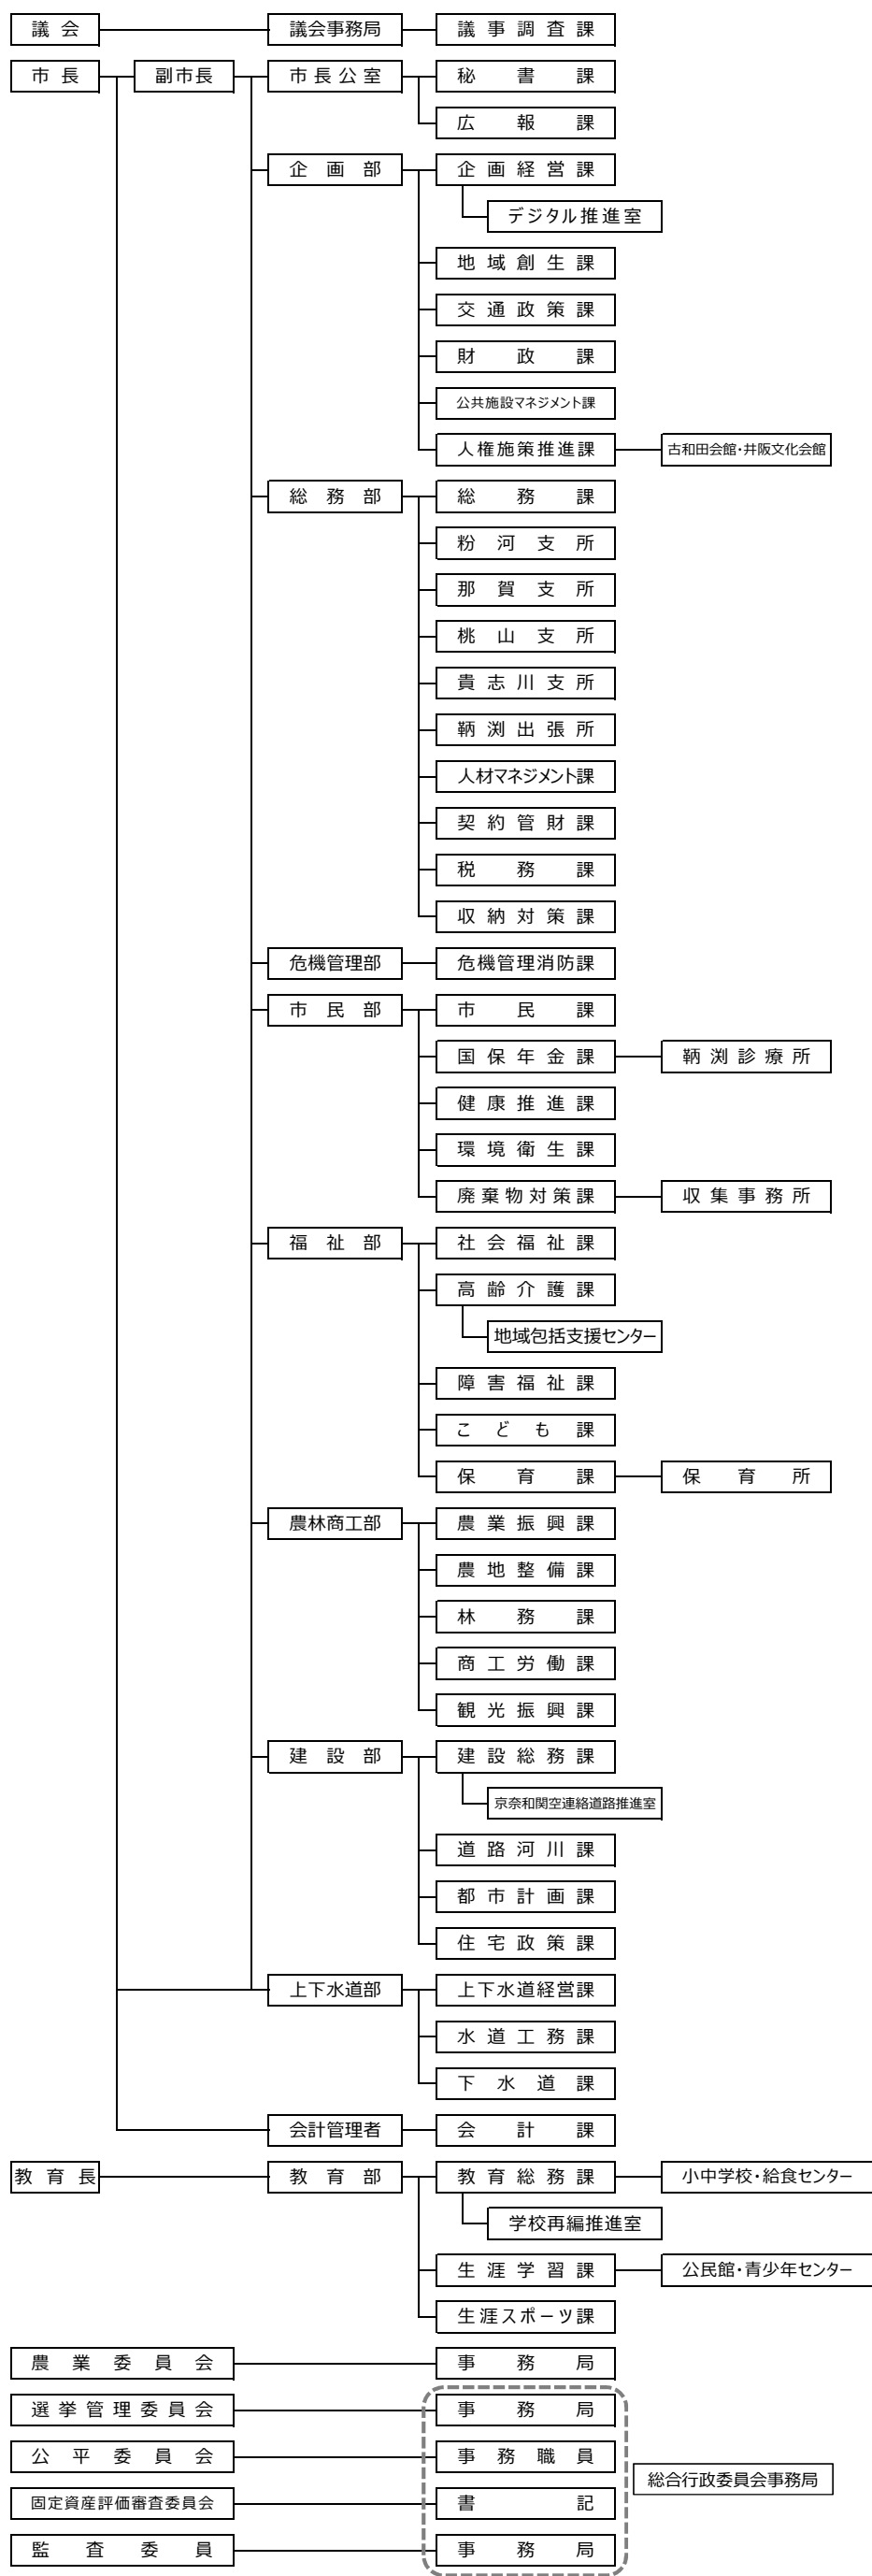 議会 議会事務局 議事調査課
市長 副市長 市長公室 秘書課
広報課
企画部 企画経営課
デジタル推進室
地域創生課
交通政策課
財政課
公共施設マネジメント課
人権施策推進課 古和田会館・井阪文化会館
総務部 総務課
粉河支所
那賀支所
桃山支所
貴志川支所
鞆渕出張所
人材マネジメント課
契約管財課
税務課
収納対策課
危機管理部 危機管理消防課
市民部 市民課
国保年金課 鞆渕診療所
健康推進課
環境衛生課
廃棄物対策課 収集事務所
福祉部 社会福祉課
高齢介護課
地域包括支援センター
障害福祉課
こども課
保育課 保育所
農林商工部 農業振興課
農地整備課
林務課
商工労働課
観光振興課
建設部 建設総務課
京奈和関空連絡道路推進室
道路河川課
都市計画課
住宅政策課
上下水道部 上下水道経営課
水道工務課
下水道課
会計管理者 会計課
教育長 教育部 教育総務課 小中学校・給食センター
学校再編推進室
生涯学習課 公民館・青少年センター
生涯スポーツ課
農業委員会 事務局
選挙管理委員会 事務局
公平委員会 事務職員
総合行政委員会事務局
固定資産評価審査委員会 書記
監査委員 事務局